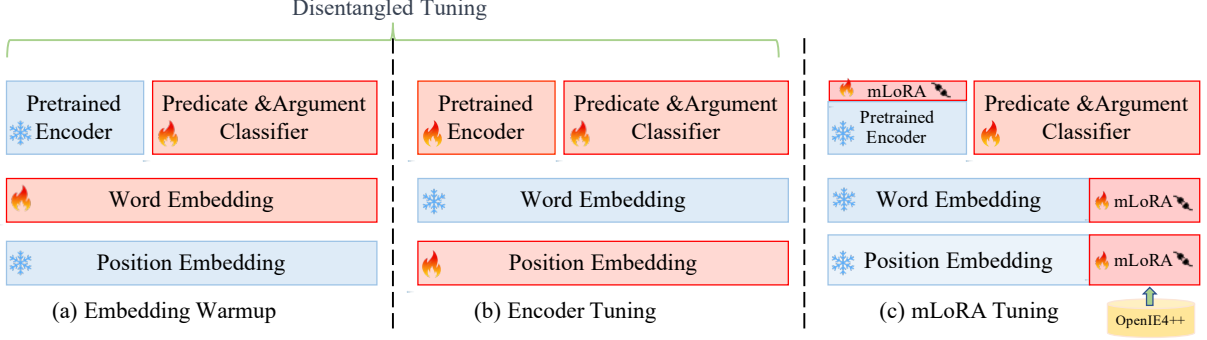 Disentangled Tuning
Pretrained
Encoder
Predicate &Argument
Classifier
Word Embedding
Position Embedding
(a) Embedding Warmup
Pretrained
Encoder
Predicate &Argument
Classifier
Word Embedding
Position Embedding
(b) Encoder Tuning
mLoRA
Pretrained
Encoder
Predicate &Argument
Classifier
Word Embedding
mLoRA
Position Embedding
mLoRA
(c) mLoRA Tuning
OpenIE4++